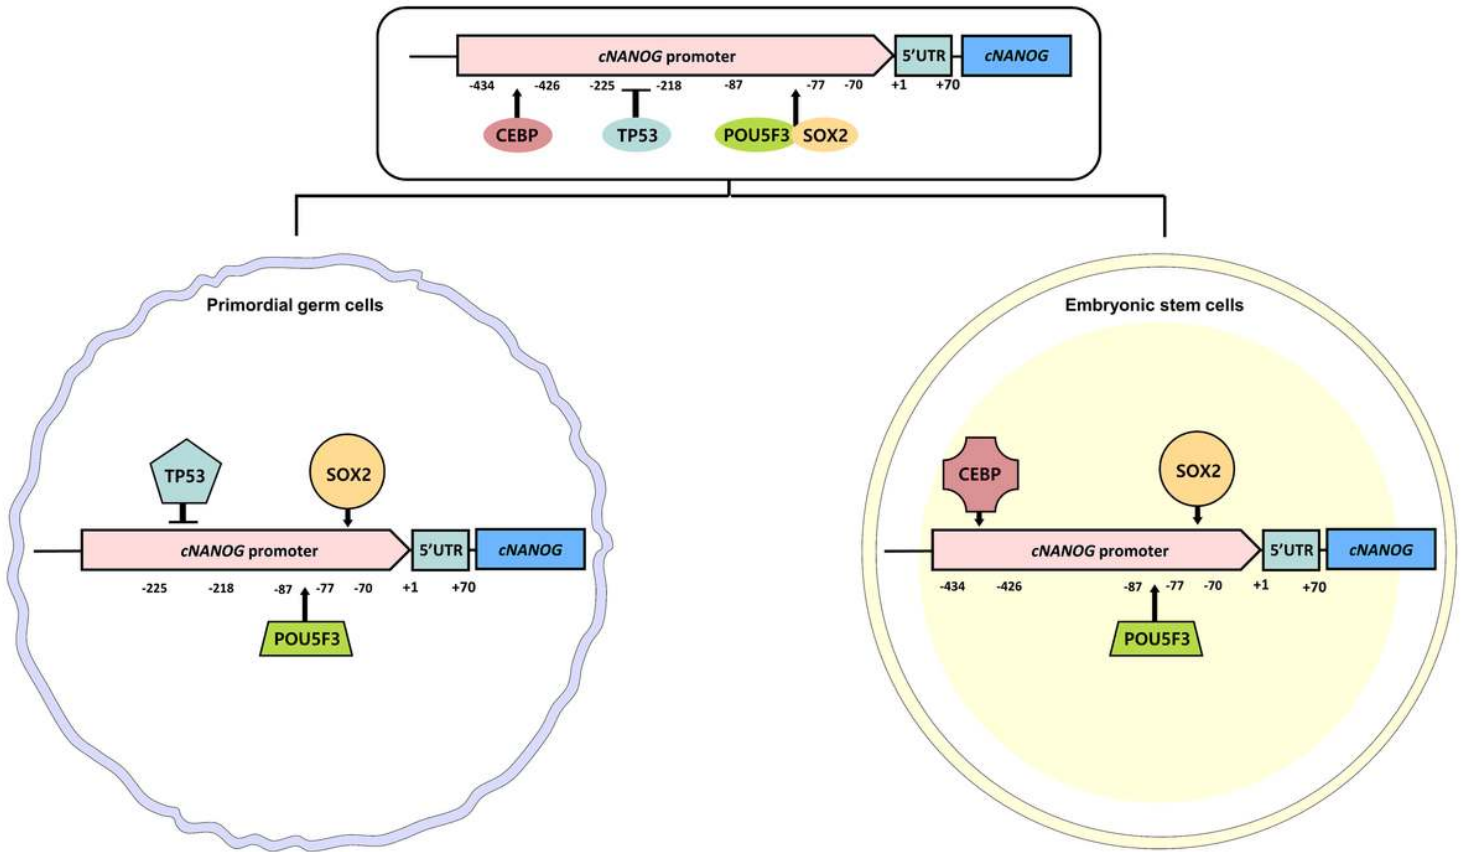 cNANOG promoter 5'UTR cNANOG
-434 -426 -225 -218 -87 -77 -70 +1 +70
CEBP TP53 POU5F3 SOX2
Primordial germ cells
TP53 SOX2
cNANOG promoter 5'UTR cNANOG
-225 -218 -87 -77 -70 +1 +70
POU5F3
Embryonic stem cells
CEBP SOX2
cNANOG promoter 5'UTR cNANOG
-434 -426 -87 -77 -70 +1 +70
POU5F3